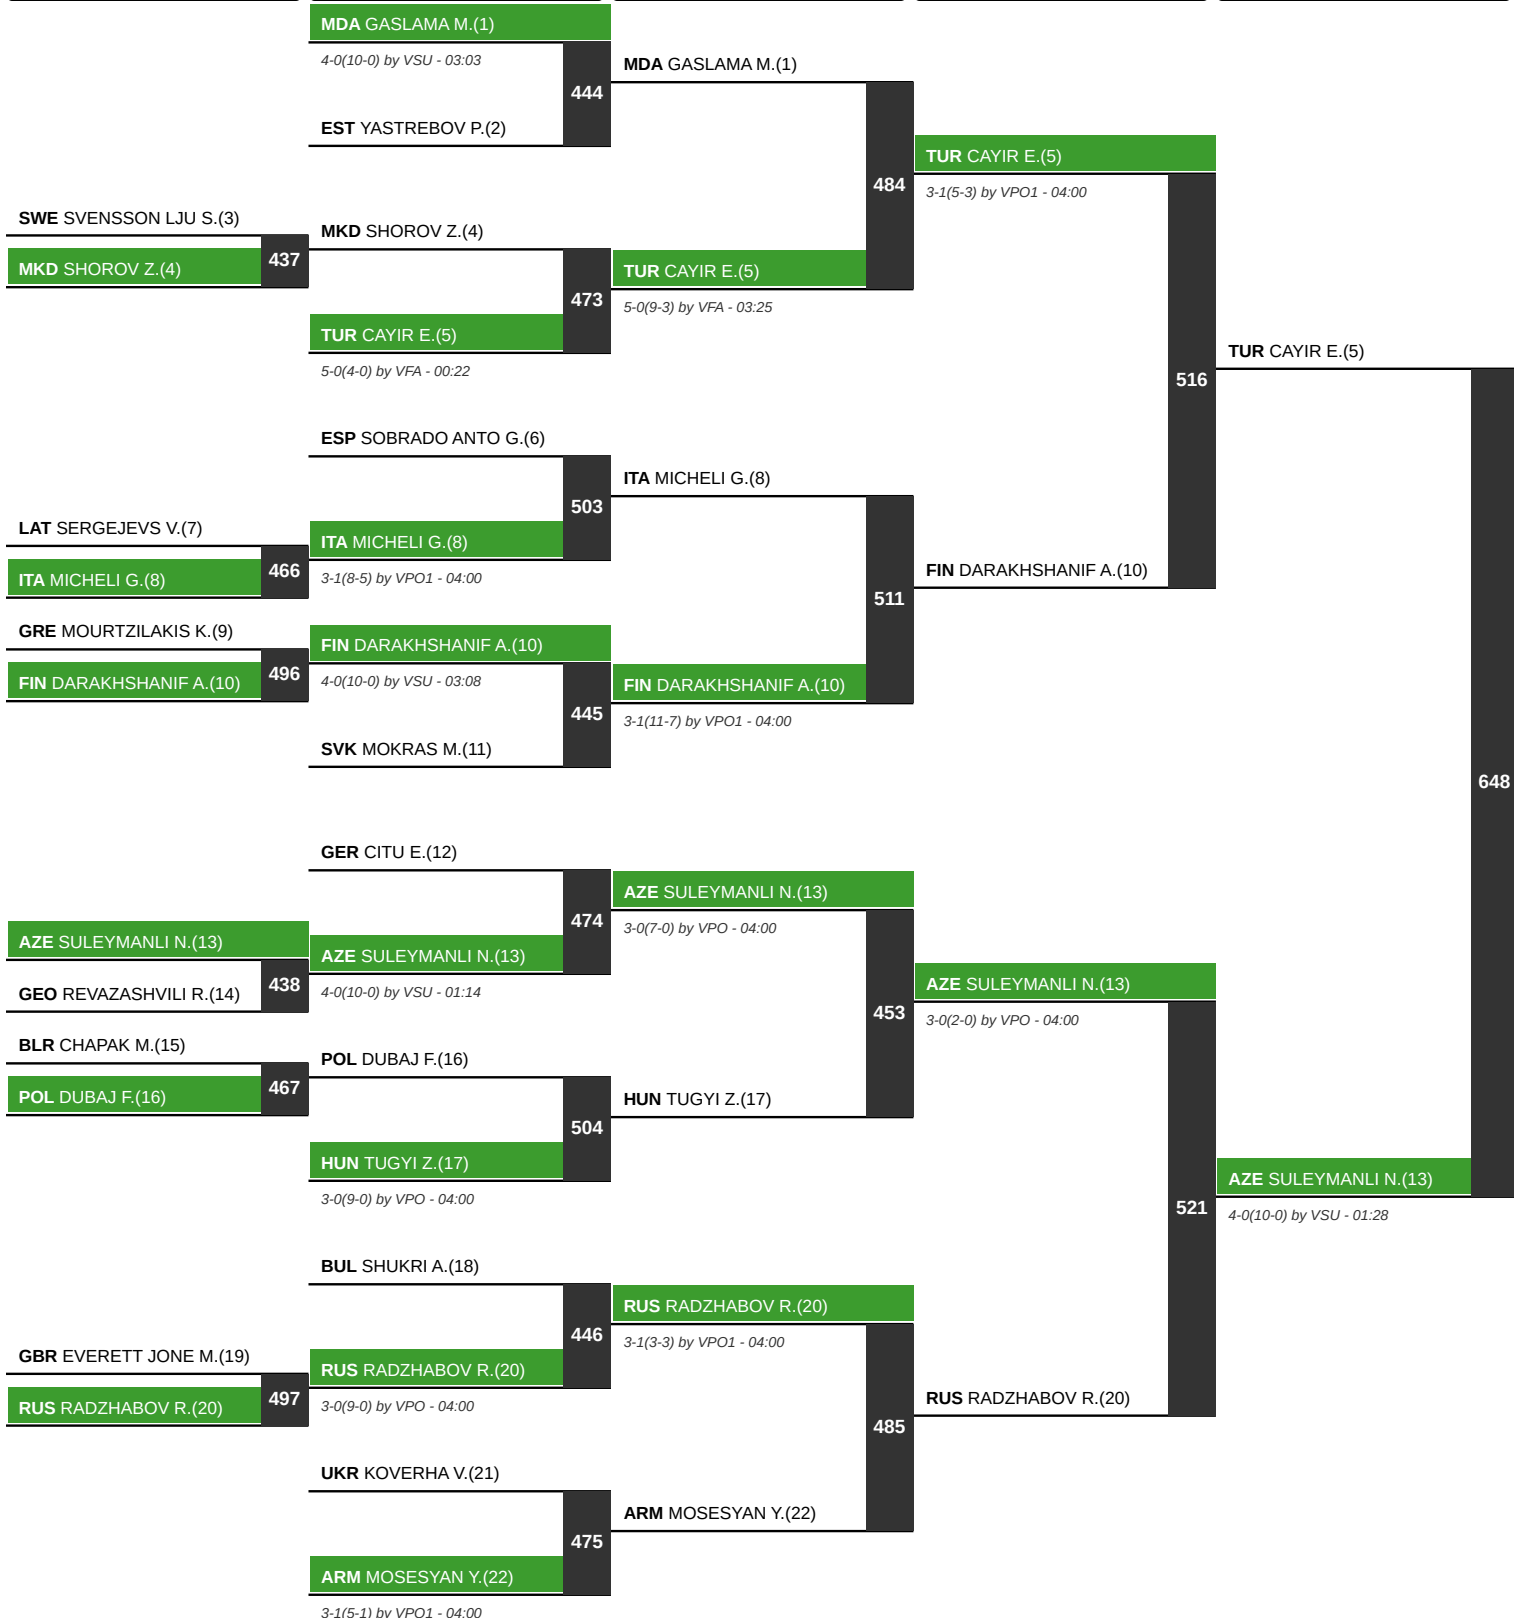 MDA GASLAMA M.(1)
4-0(10-0) by VSU - 03:03
444
EST YASTREBOV P.(2)
SWE SVENSSON LJU S.(3)
437
MKD SHOROV Z.(4)
MKD SHOROV Z.(4)
473
TUR CAYIR E.(5)
5-0(4-0) by VFA - 00:22
ESP SOBRADO ANTO G.(6)
503
LAT SERGEJEVS V.(7)
466
ITA MICHELI G.(8)
ITA MICHELI G.(8)
3-1(8-5) by VPO1 - 04:00
GRE MOURTZILAKIS K.(9)
496
FIN DARAKHSHANIF A.(10)
FIN DARAKHSHANIF A.(10)
4-0(10-0) by VSU - 03:08
445
SVK MOKRAS M.(11)
GER CITU E.(12)
474
AZE SULEYMANLI N.(13)
438
GEO REVAZASHVILI R.(14)
AZE SULEYMANLI N.(13)
4-0(10-0) by VSU - 01:14
BLR CHAPAK M.(15)
467
POL DUBAJ F.(16)
POL DUBAJ F.(16)
504
HUN TUGYI Z.(17)
3-0(9-0) by VPO - 04:00
BUL SHUKRI A.(18)
446
GBR EVERETT JONE M.(19)
497
RUS RADZHABOV R.(20)
RUS RADZHABOV R.(20)
3-0(9-0) by VPO - 04:00
UKR KOVERHA V.(21)
475
ARM MOSESYAN Y.(22)
3-1(5-1) by VPO1 - 04:00
MDA GASLAMA M.(1)
484
TUR CAYIR E.(5)
5-0(9-3) by VFA - 03:25
ITA MICHELI G.(8)
511
FIN DARAKHSHANIF A.(10)
3-1(11-7) by VPO1 - 04:00
AZE SULEYMANLI N.(13)
3-0(7-0) by VPO - 04:00
453
HUN TUGYI Z.(17)
RUS RADZHABOV R.(20)
3-1(3-3) by VPO1 - 04:00
485
ARM MOSESYAN Y.(22)
TUR CAYIR E.(5)
3-1(5-3) by VPO1 - 04:00
516
FIN DARAKHSHANIF A.(10)
AZE SULEYMANLI N.(13)
3-0(2-0) by VPO - 04:00
521
RUS RADZHABOV R.(20)
TUR CAYIR E.(5)
648
AZE SULEYMANLI N.(13)
4-0(10-0) by VSU - 01:28